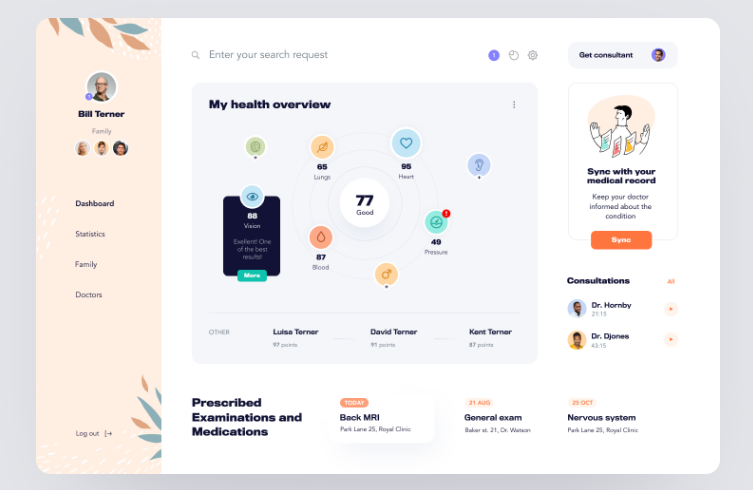 Enter your search request
1
Get consultant
Bill Terner
Family
Dashboard
Statistics
Family
Doctors
Log out
My health overview
65
Lungs
95
Heart
77
Good
88
Vision
Exellent! One
of the best
results!
More
87
Blood
49
Pressure
OTHER
Luisa Terner
97 points
David Terner
91 points
Kent Terner
87 points
Sync with your
medical record
Keep your doctor
informed about the
condition
Sync
Consultations
All
Dr. Hornby
21:15
Dr. Djones
43:15
Prescribed
Examinations and
Medications
TODAY
Back MRI
Park Lane 25, Royal Clinic
21 AUG
General exam
Baker st. 21, Dr. Watson
25 OCT
Nervous system
Park Lane 25, Royal Clinic